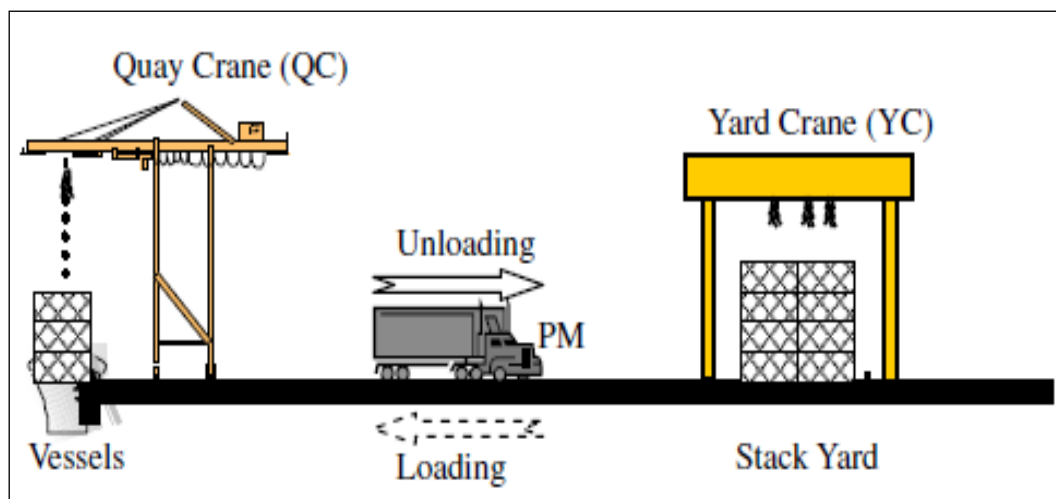 Quay Crane (QC)
Yard Crane (YC)
Unloading
PM
Vessels
Loading
Stack Yard